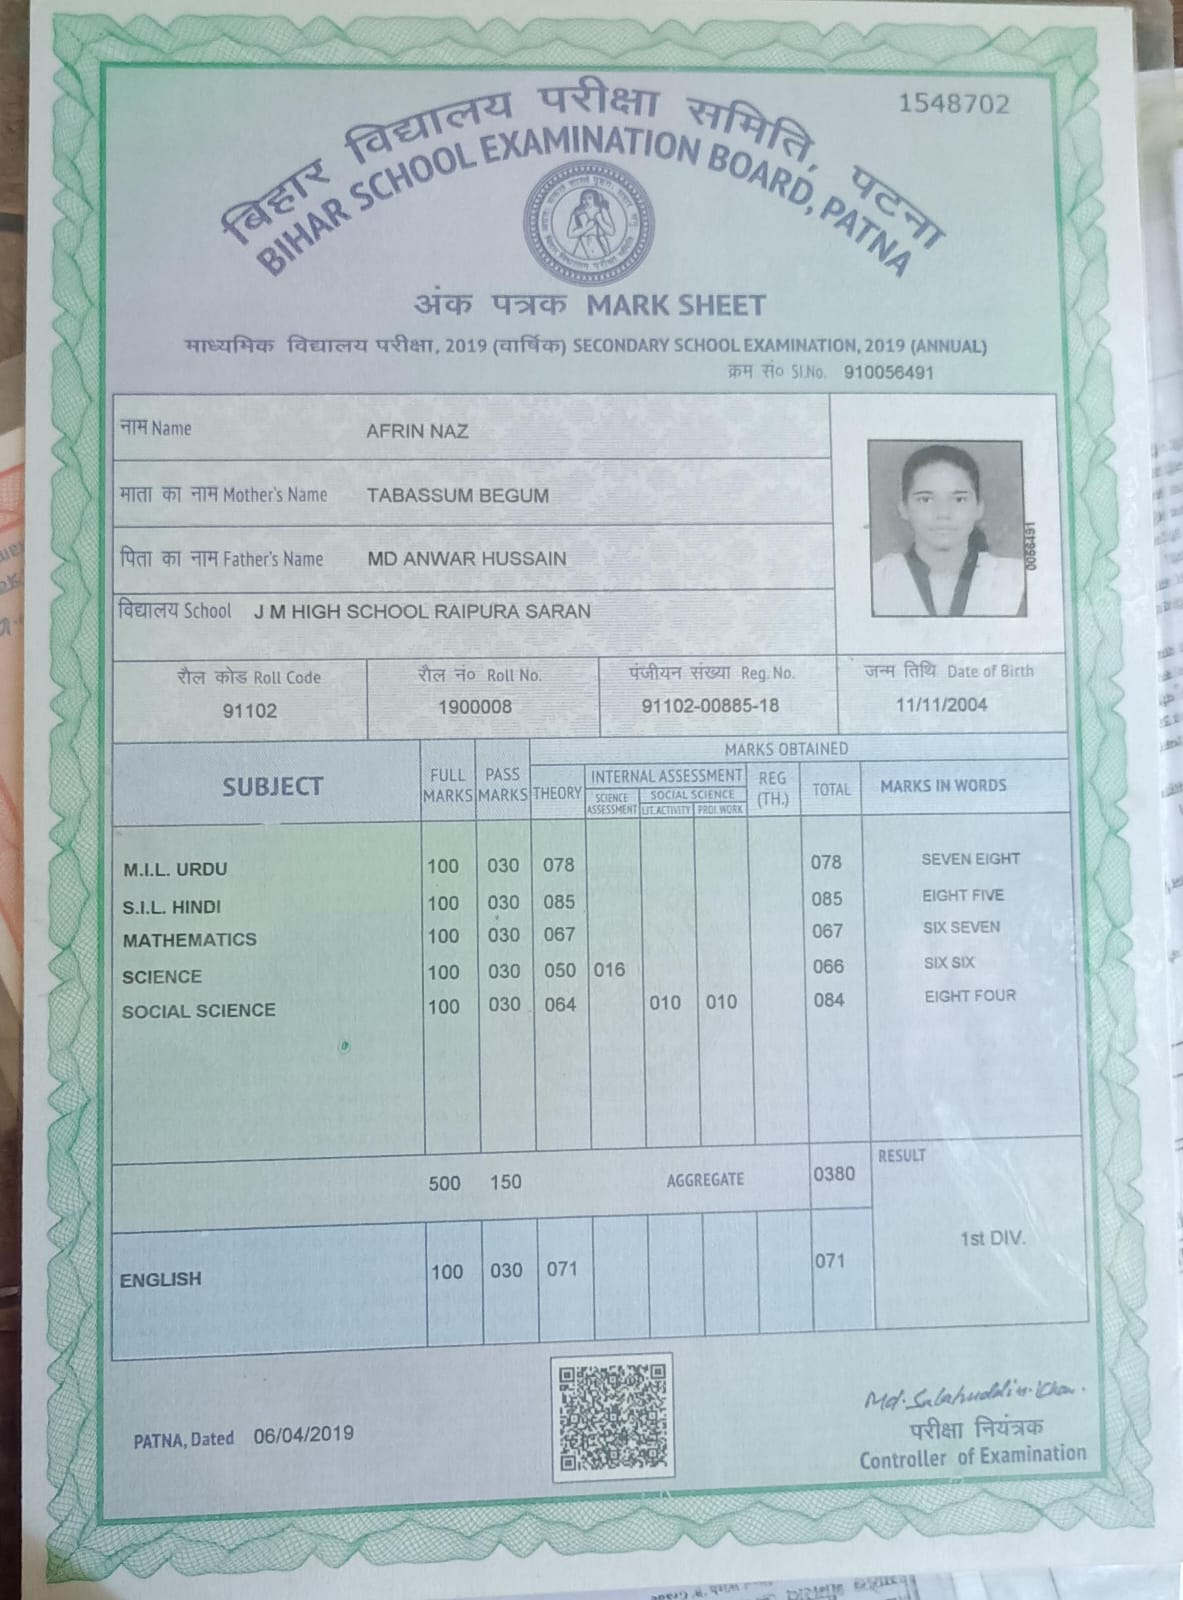 1548702
बिहार विद्यालय परीक्षा समिति, पटना
BIHAR SCHOOL EXAMINATION BOARD, PATNA
अंक पत्रक MARK SHEET
माध्यमिक विद्यालय परीक्षा, 2019 (वार्षिक) SECONDARY SCHOOL EXAMINATION, 2019 (ANNUAL)
क्रम सं० Sl.No. 910056491
नाम Name AFRIN NAZ
माता का नाम Mother's Name TABASSUM BEGUM
पिता का नाम Father's Name MD ANWAR HUSSAIN
विद्यालय School J M HIGH SCHOOL RAIPURA SARAN
रौल कोड Roll Code रौल नं० Roll No. पंजीयन संख्या Reg. No. जन्म तिथि Date of Birth
91102 1900008 91102-00885-18 11/11/2004
SUBJECT FULL MARKS PASS MARKS MARKS OBTAINED
THEORY INTERNAL ASSESSMENT REG (TH.) TOTAL MARKS IN WORDS
SCIENCE ASSESSMENT SOCIAL SCIENCE
LIT.ACTIVITY PROJ.WORK
M.I.L. URDU 100 030 078 078 SEVEN EIGHT
S.I.L. HINDI 100 030 085 085 EIGHT FIVE
MATHEMATICS 100 030 067 067 SIX SEVEN
SCIENCE 100 030 050 016 066 SIX SIX
SOCIAL SCIENCE 100 030 064 010 010 084 EIGHT FOUR
500 150 AGGREGATE 0380 RESULT
1st DIV.
ENGLISH 100 030 071 071
PATNA, Dated 06/04/2019
Md. Salahuddin Khan.
परीक्षा नियंत्रक
Controller of Examination